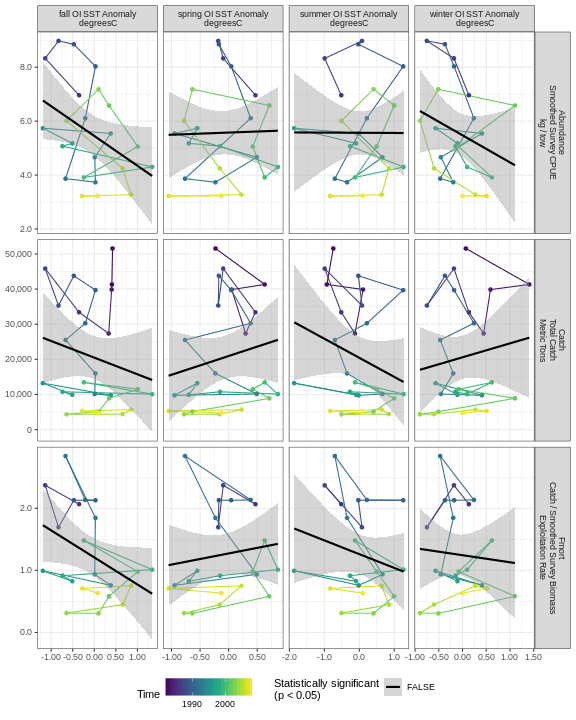 fall OI SST Anomaly
degreesC
spring OI SST Anomaly
degreesC
summer OI SST Anomaly
degreesC
winter OI SST Anomaly
degreesC
8.0
6.0
4.0
2.0
Abundance
Smoothed Survey CPUE
kg / tow
50,000
40,000
30,000
20,000
10,000
0
Catch
Total Catch
Metric Tons
2.0
1.0
0.0
Fmort
Catch / Smoothed Survey Biomass
Exploitation Rate
-1.00 -0.50 0.00 0.50 1.00
-1.00 -0.50 0.00 0.50
-2.0 -1.0 0.0 1.0
-1.00 -0.50 0.00 0.50 1.00 1.50
Time
1990 2000
Statistically significant
(p < 0.05)
FALSE